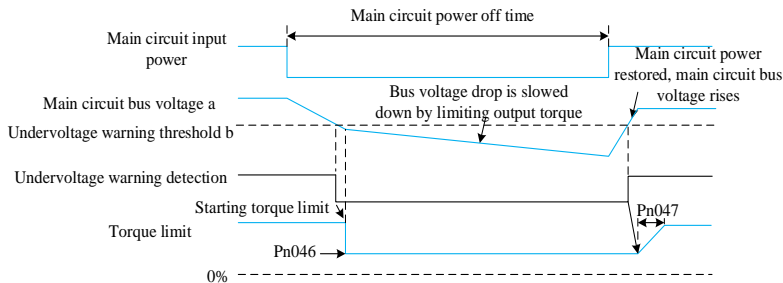 Main circuit power off time
Main circuit input
power
Main circuit power
restored, main circuit bus
voltage rises
Bus voltage drop is slowed
down by limiting output torque
Main circuit bus voltage a
Undervoltage warning threshold b
Undervoltage warning detection
Starting torque limit
Torque limit
Pn047
Pn046
0%